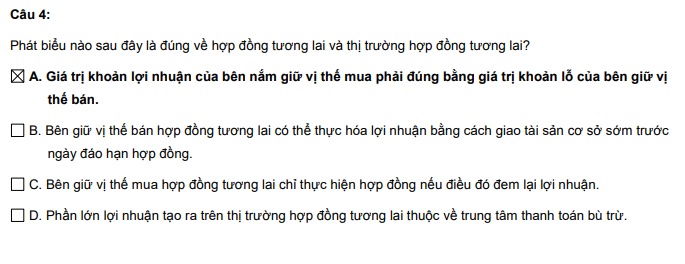 Câu 4:
Phát biểu nào sau đây là đúng về hợp đồng tương lai và thị trường hợp đồng tương lai?
☒ A. Giá trị khoản lợi nhuận của bên nắm giữ vị thế mua phải đúng bằng giá trị khoản lỗ của bên giữ vị
thế bán.
☐ B. Bên giữ vị thế bán hợp đồng tương lai có thể thực hóa lợi nhuận bằng cách giao tài sản cơ sở sớm trước
ngày đáo hạn hợp đồng.
☐ C. Bên giữ vị thế mua hợp đồng tương lai chỉ thực hiện hợp đồng nếu điều đó đem lại lợi nhuận.
☐ D. Phần lớn lợi nhuận tạo ra trên thị trường hợp đồng tương lai thuộc về trung tâm thanh toán bù trừ.